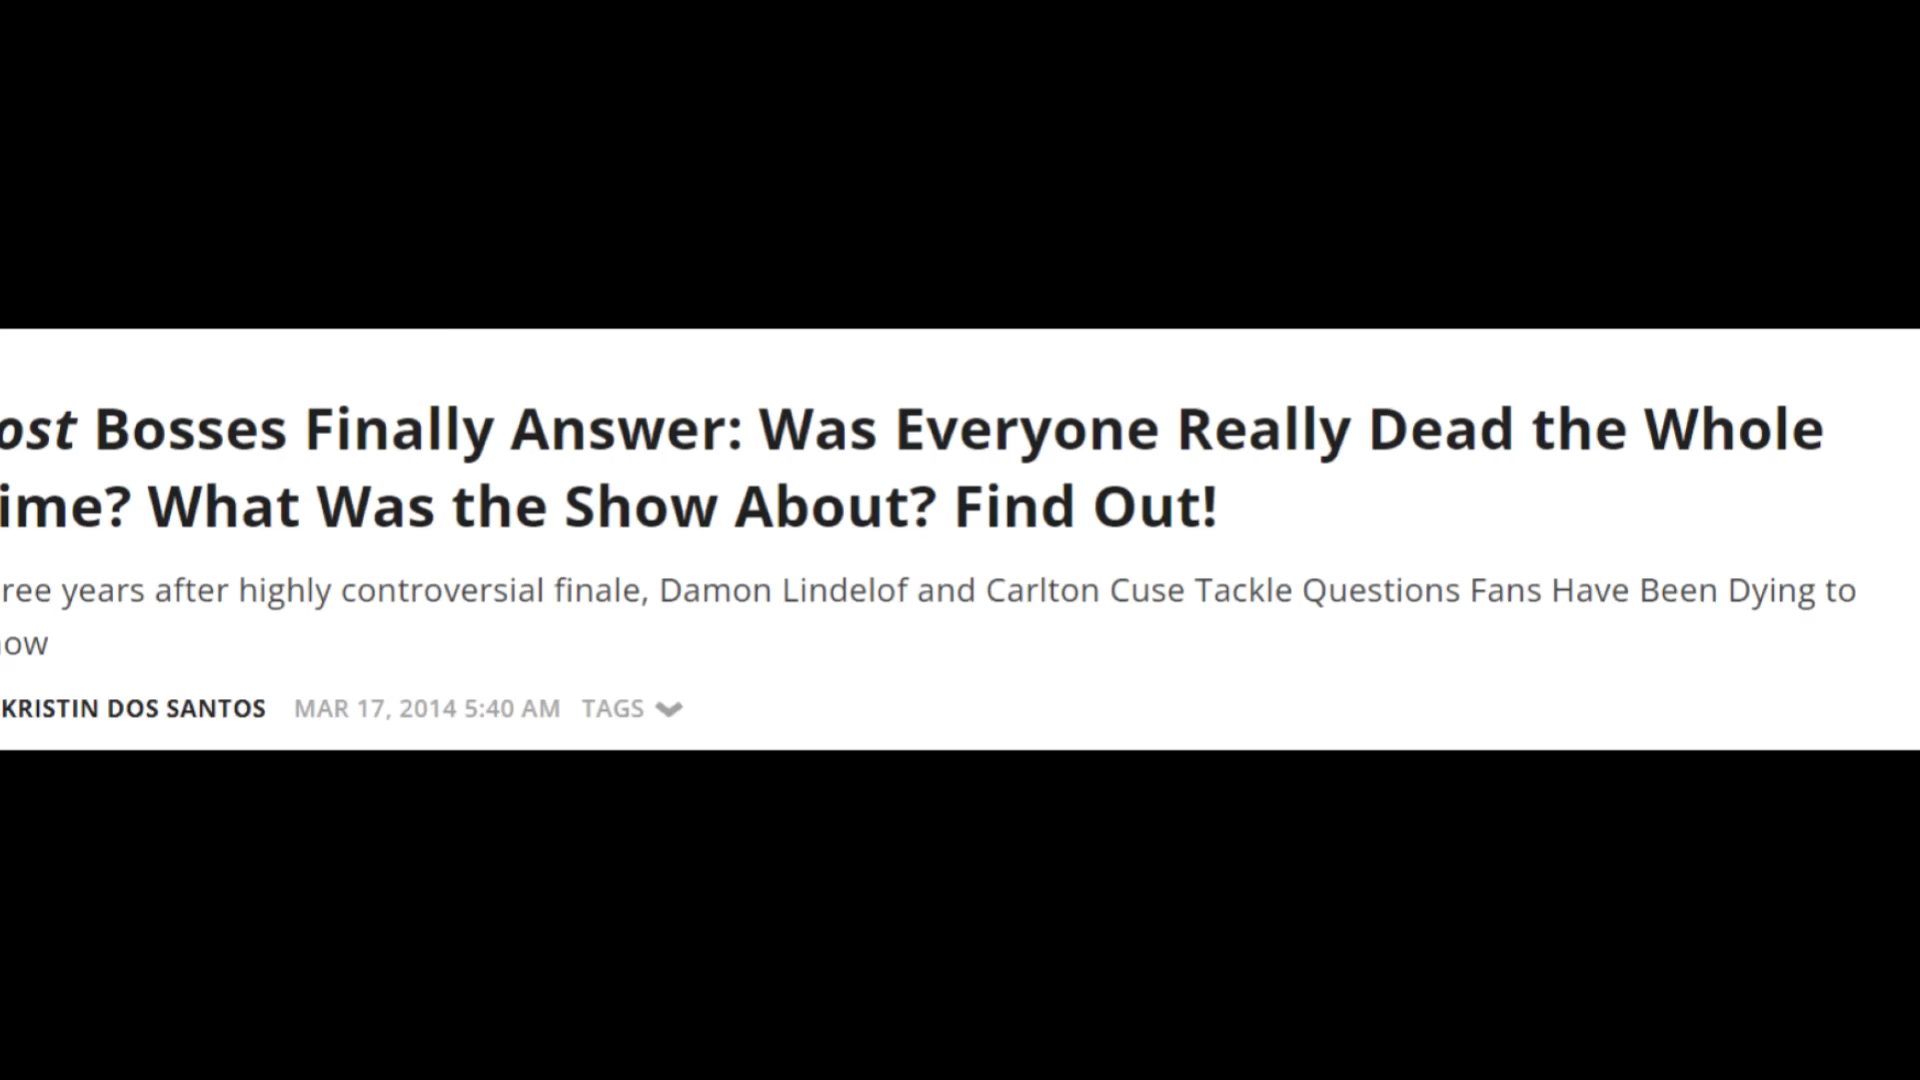 ost Bosses Finally Answer: Was Everyone Really Dead the Whole
ime? What Was the Show About? Find Out!
ree years after highly controversial finale, Damon Lindelof and Carlton Cuse Tackle Questions Fans Have Been Dying to
now
KRISTIN DOS SANTOS MAR 17, 2014 5:40 AM TAGS